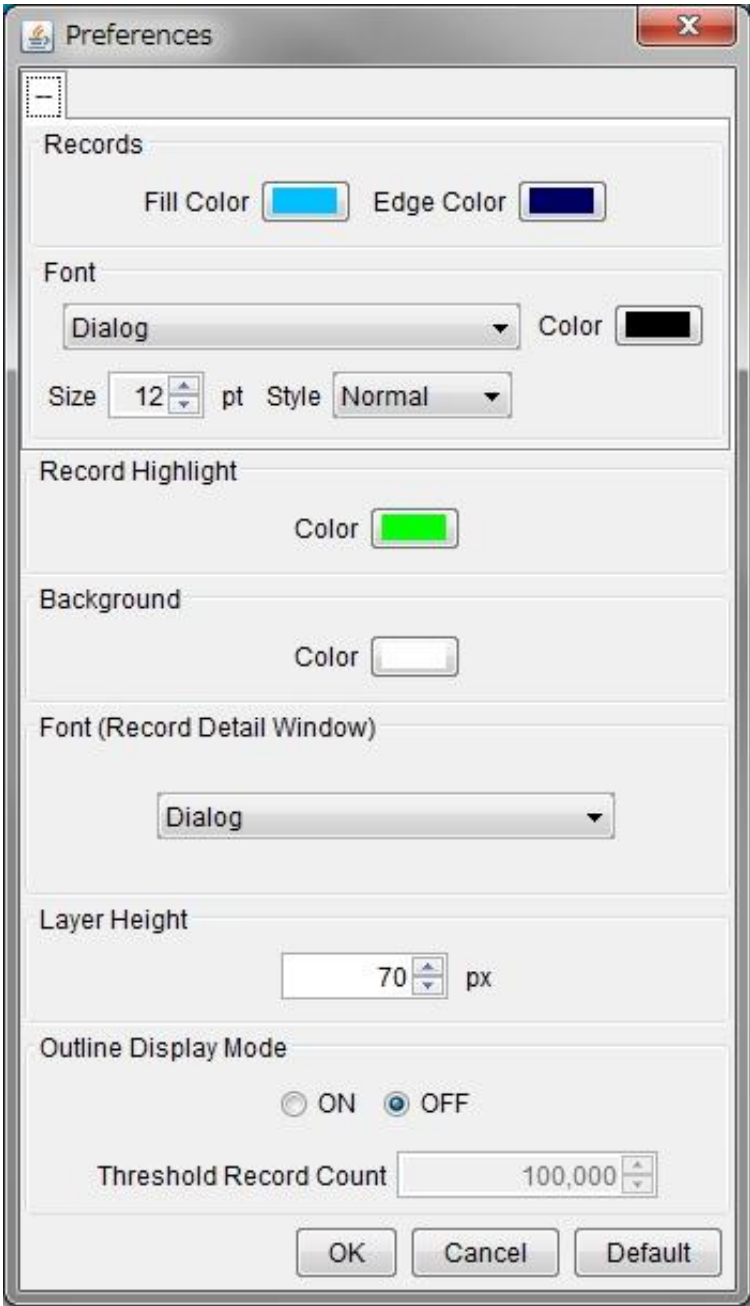 Preferences
--
Records
Fill Color Edge Color
Font
Dialog Color
Size 12 pt Style Normal
Record Highlight
Color
Background
Color
Font (Record Detail Window)
Dialog
Layer Height
70 px
Outline Display Mode
ON OFF
Threshold Record Count 100,000
OK Cancel Default